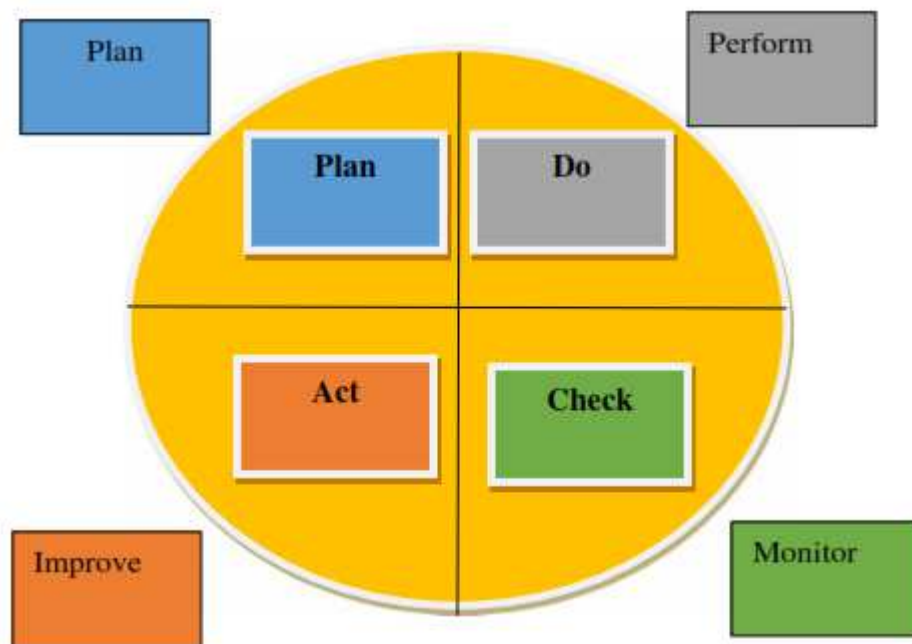 Plan
Perform
Plan
Do
Act
Check
Improve
Monitor